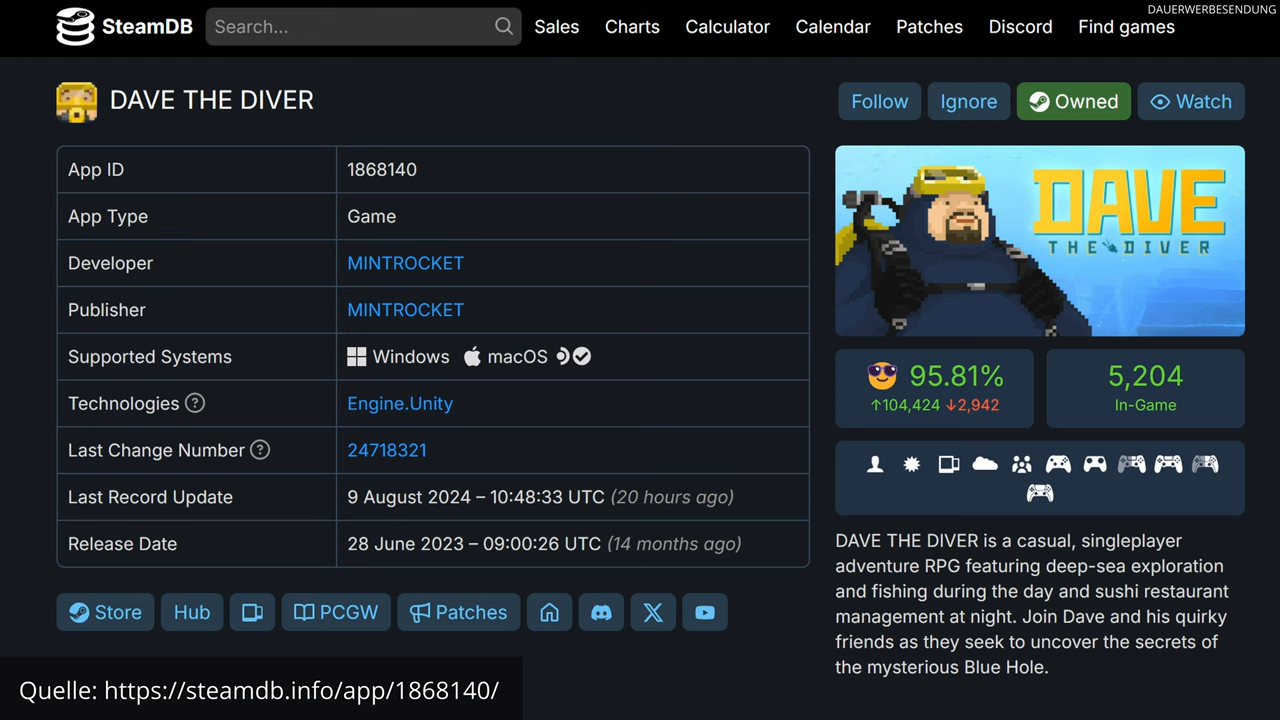 DAUERWERBESENDUNG
SteamDB Search... Sales Charts Calculator Calendar Patches Discord Find games
DAVE THE DIVER
Follow Ignore Owned Watch
App ID 1868140
App Type Game
Developer MINTROCKET
Publisher MINTROCKET
Supported Systems Windows macOS
Technologies ? Engine.Unity
Last Change Number ? 24718321
Last Record Update 9 August 2024 – 10:48:33 UTC (20 hours ago)
Release Date 28 June 2023 – 09:00:26 UTC (14 months ago)
Store Hub PCGW Patches
DAVE
THE DIVER
95.81%
↑104,424 ↓2,942
5,204
In-Game
DAVE THE DIVER is a casual, singleplayer
adventure RPG featuring deep-sea exploration
and fishing during the day and sushi restaurant
management at night. Join Dave and his quirky
friends as they seek to uncover the secrets of
the mysterious Blue Hole.
Quelle: https://steamdb.info/app/1868140/